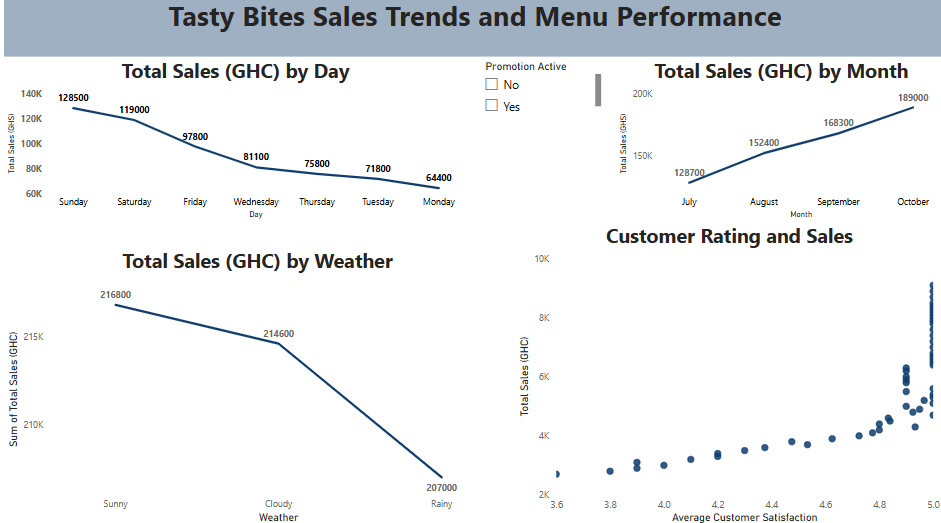 Tasty Bites Sales Trends and Menu Performance
Total Sales (GHC) by Day
Total Sales (GHS)
140K
120K
100K
80K
60K
128500
119000
97800
81100
75800
71800
64400
Sunday Saturday Friday Wednesday Thursday Tuesday Monday
Day
Promotion Active
No
Yes
Total Sales (GHC) by Month
Total Sales (GHS)
200K
150K
128700
152400
168300
189000
July August September October
Month
Total Sales (GHC) by Weather
Sum of Total Sales (GHC)
215K
210K
216800
214600
207000
Sunny Cloudy Rainy
Weather
Customer Rating and Sales
Total Sales (GHC)
10K
8K
6K
4K
2K
3.6 3.8 4.0 4.2 4.4 4.6 4.8 5.0
Average Customer Satisfaction